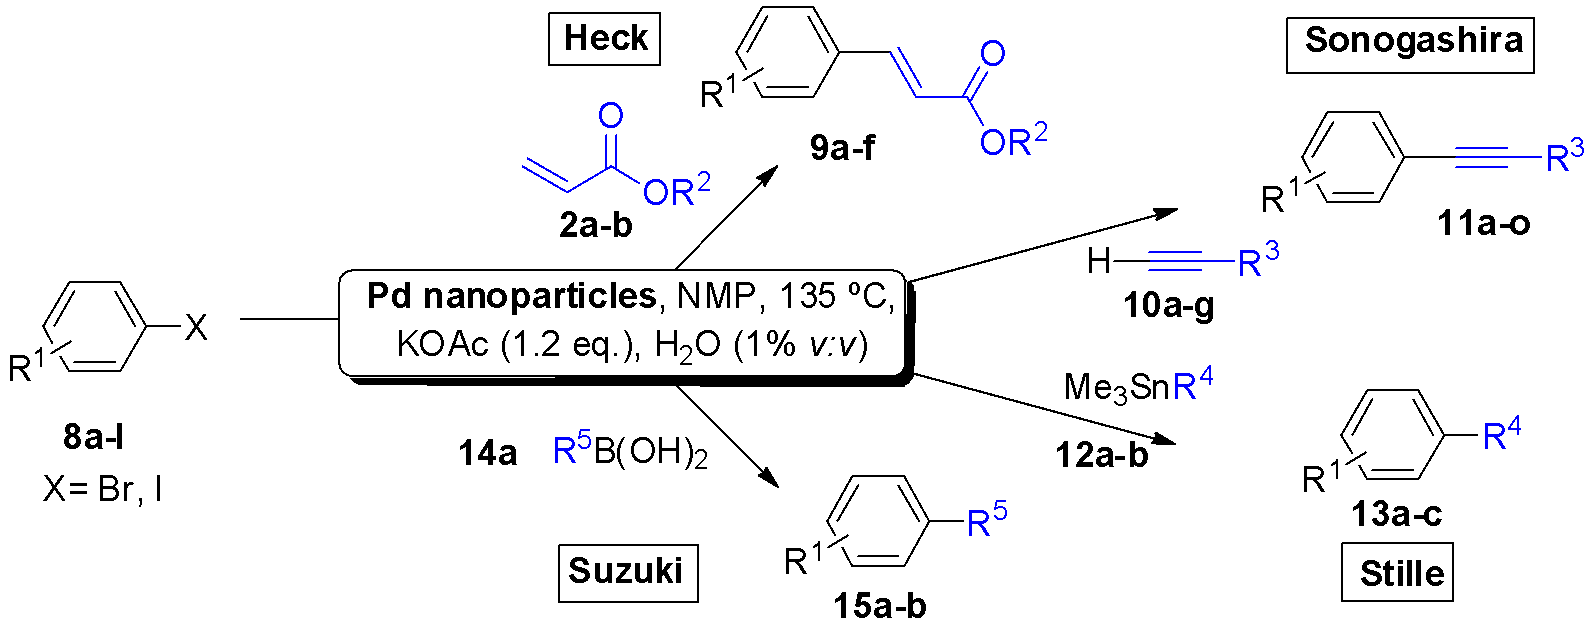 Heck
R¹
O
OR²
9a-f
Sonogashira
R¹
R³
11a-o
O
OR²
2a-b
H
R³
10a-g
R¹
X
8a-l
X= Br, I
Pd nanoparticles, NMP, 135 ºC,
KOAc (1.2 eq.), H₂O (1% v:v)
14a R⁵B(OH)₂
Me₃SnR⁴
12a-b
R¹
R⁵
15a-b
Suzuki
R¹
R⁴
13a-c
Stille